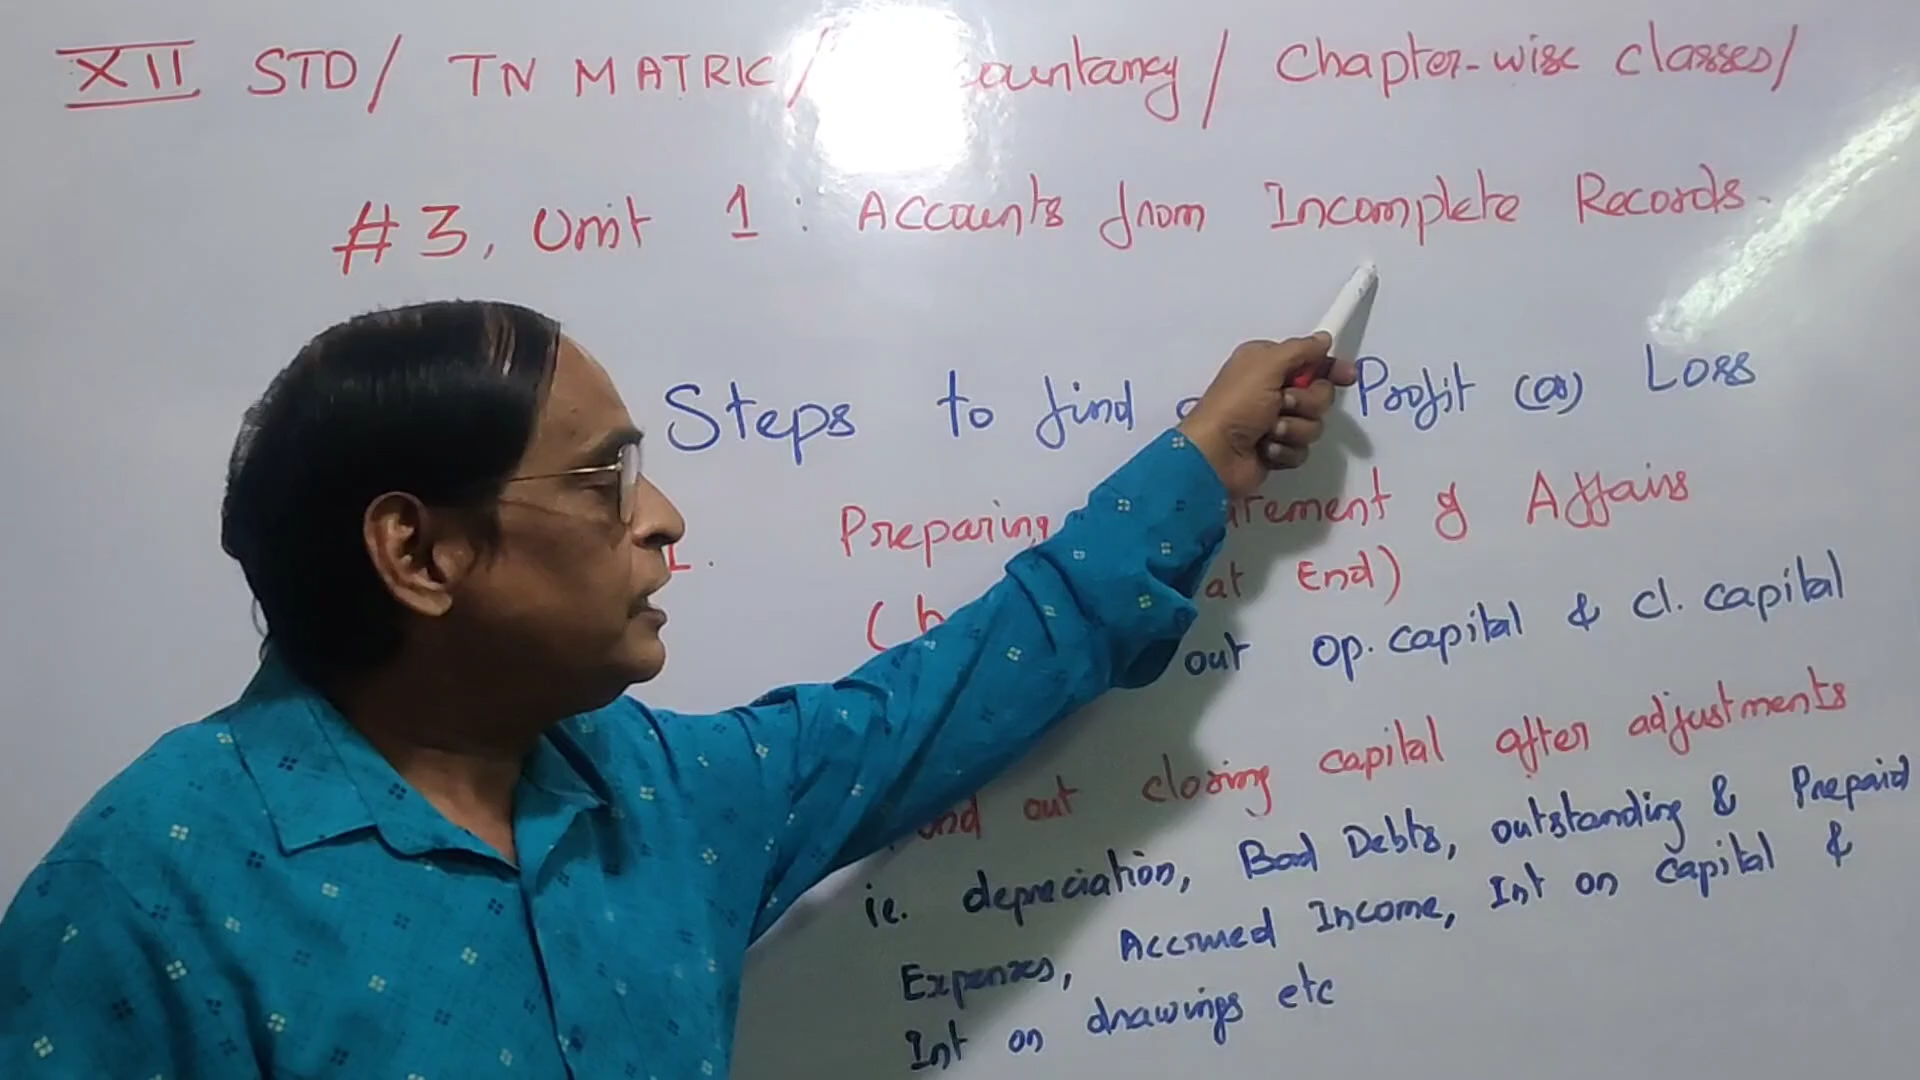 XII STD / TN MATRIC / countancy / Chapter-wise classes /
#3, Unit 1 : Accounts from Incomplete Records.
Steps to find Profit (or) Loss
I. Preparing tement of Affairs
( at End)
out op. capital & cl. capital
out closing capital after adjustments
ie. depreciation, Bad Debts, outstanding & Prepaid
Expenses, Accrued Income, Int on capital &
Int on drawings etc